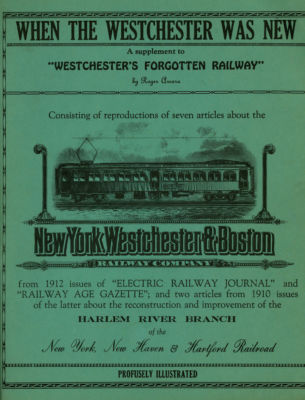 WHEN THE WESTCHESTER WAS NEW
A supplement to
"WESTCHESTER'S FORGOTTEN RAILWAY"
by Roger Arcara
Consisting of reproductions of seven articles about the
New York, Westchester & Boston
RAILWAY COMPANY
from 1912 issues of "ELECTRIC RAILWAY JOURNAL" and
"RAILWAY AGE GAZETTE"; and two articles from 1910 issues
of the latter about the reconstruction and improvement of the
HARLEM RIVER BRANCH
of the
New York, New Haven & Hartford Railroad
PROFUSELY ILLUSTRATED